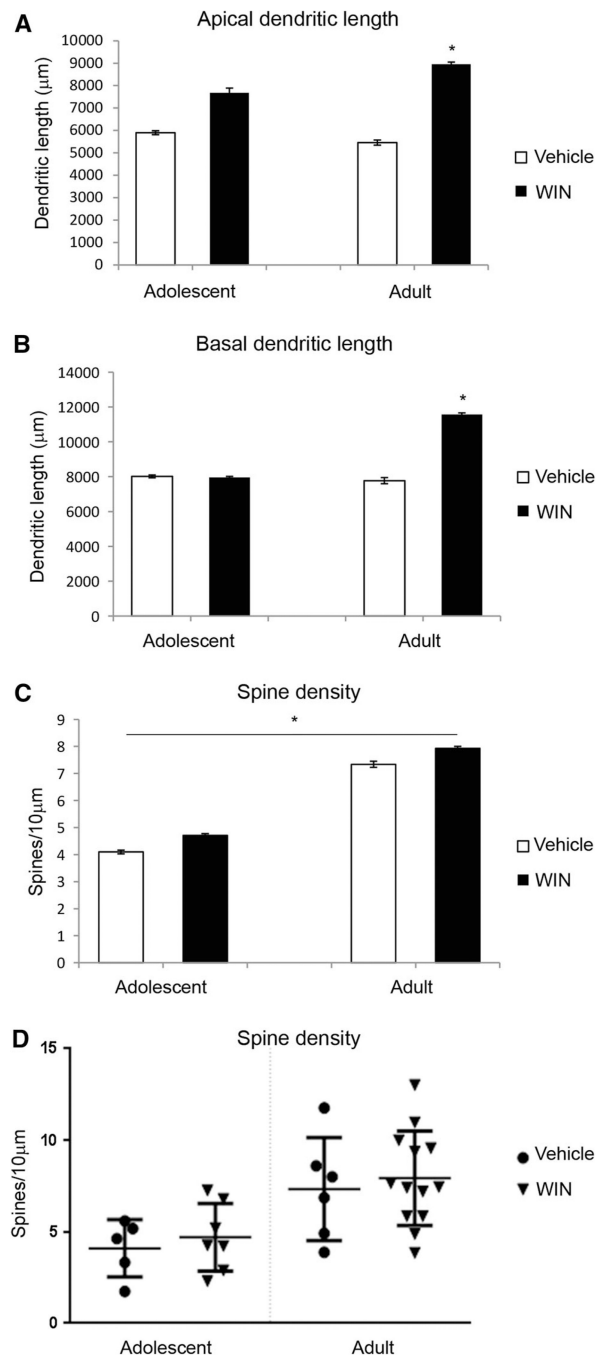 A
Apical dendritic length
Dendritic length (μm)
10000
9000
8000
7000
6000
5000
4000
3000
2000
1000
0
*
Adolescent
Adult
Vehicle
WIN
B
Basal dendritic length
Dendritic length (μm)
14000
12000
10000
8000
6000
4000
2000
0
*
Adolescent
Adult
Vehicle
WIN
C
Spine density
Spines/10μm
9
8
7
6
5
4
3
2
1
0
*
Adolescent
Adult
Vehicle
WIN
D
Spine density
Spines/10μm
15
10
5
0
Adolescent
Adult
Vehicle
WIN